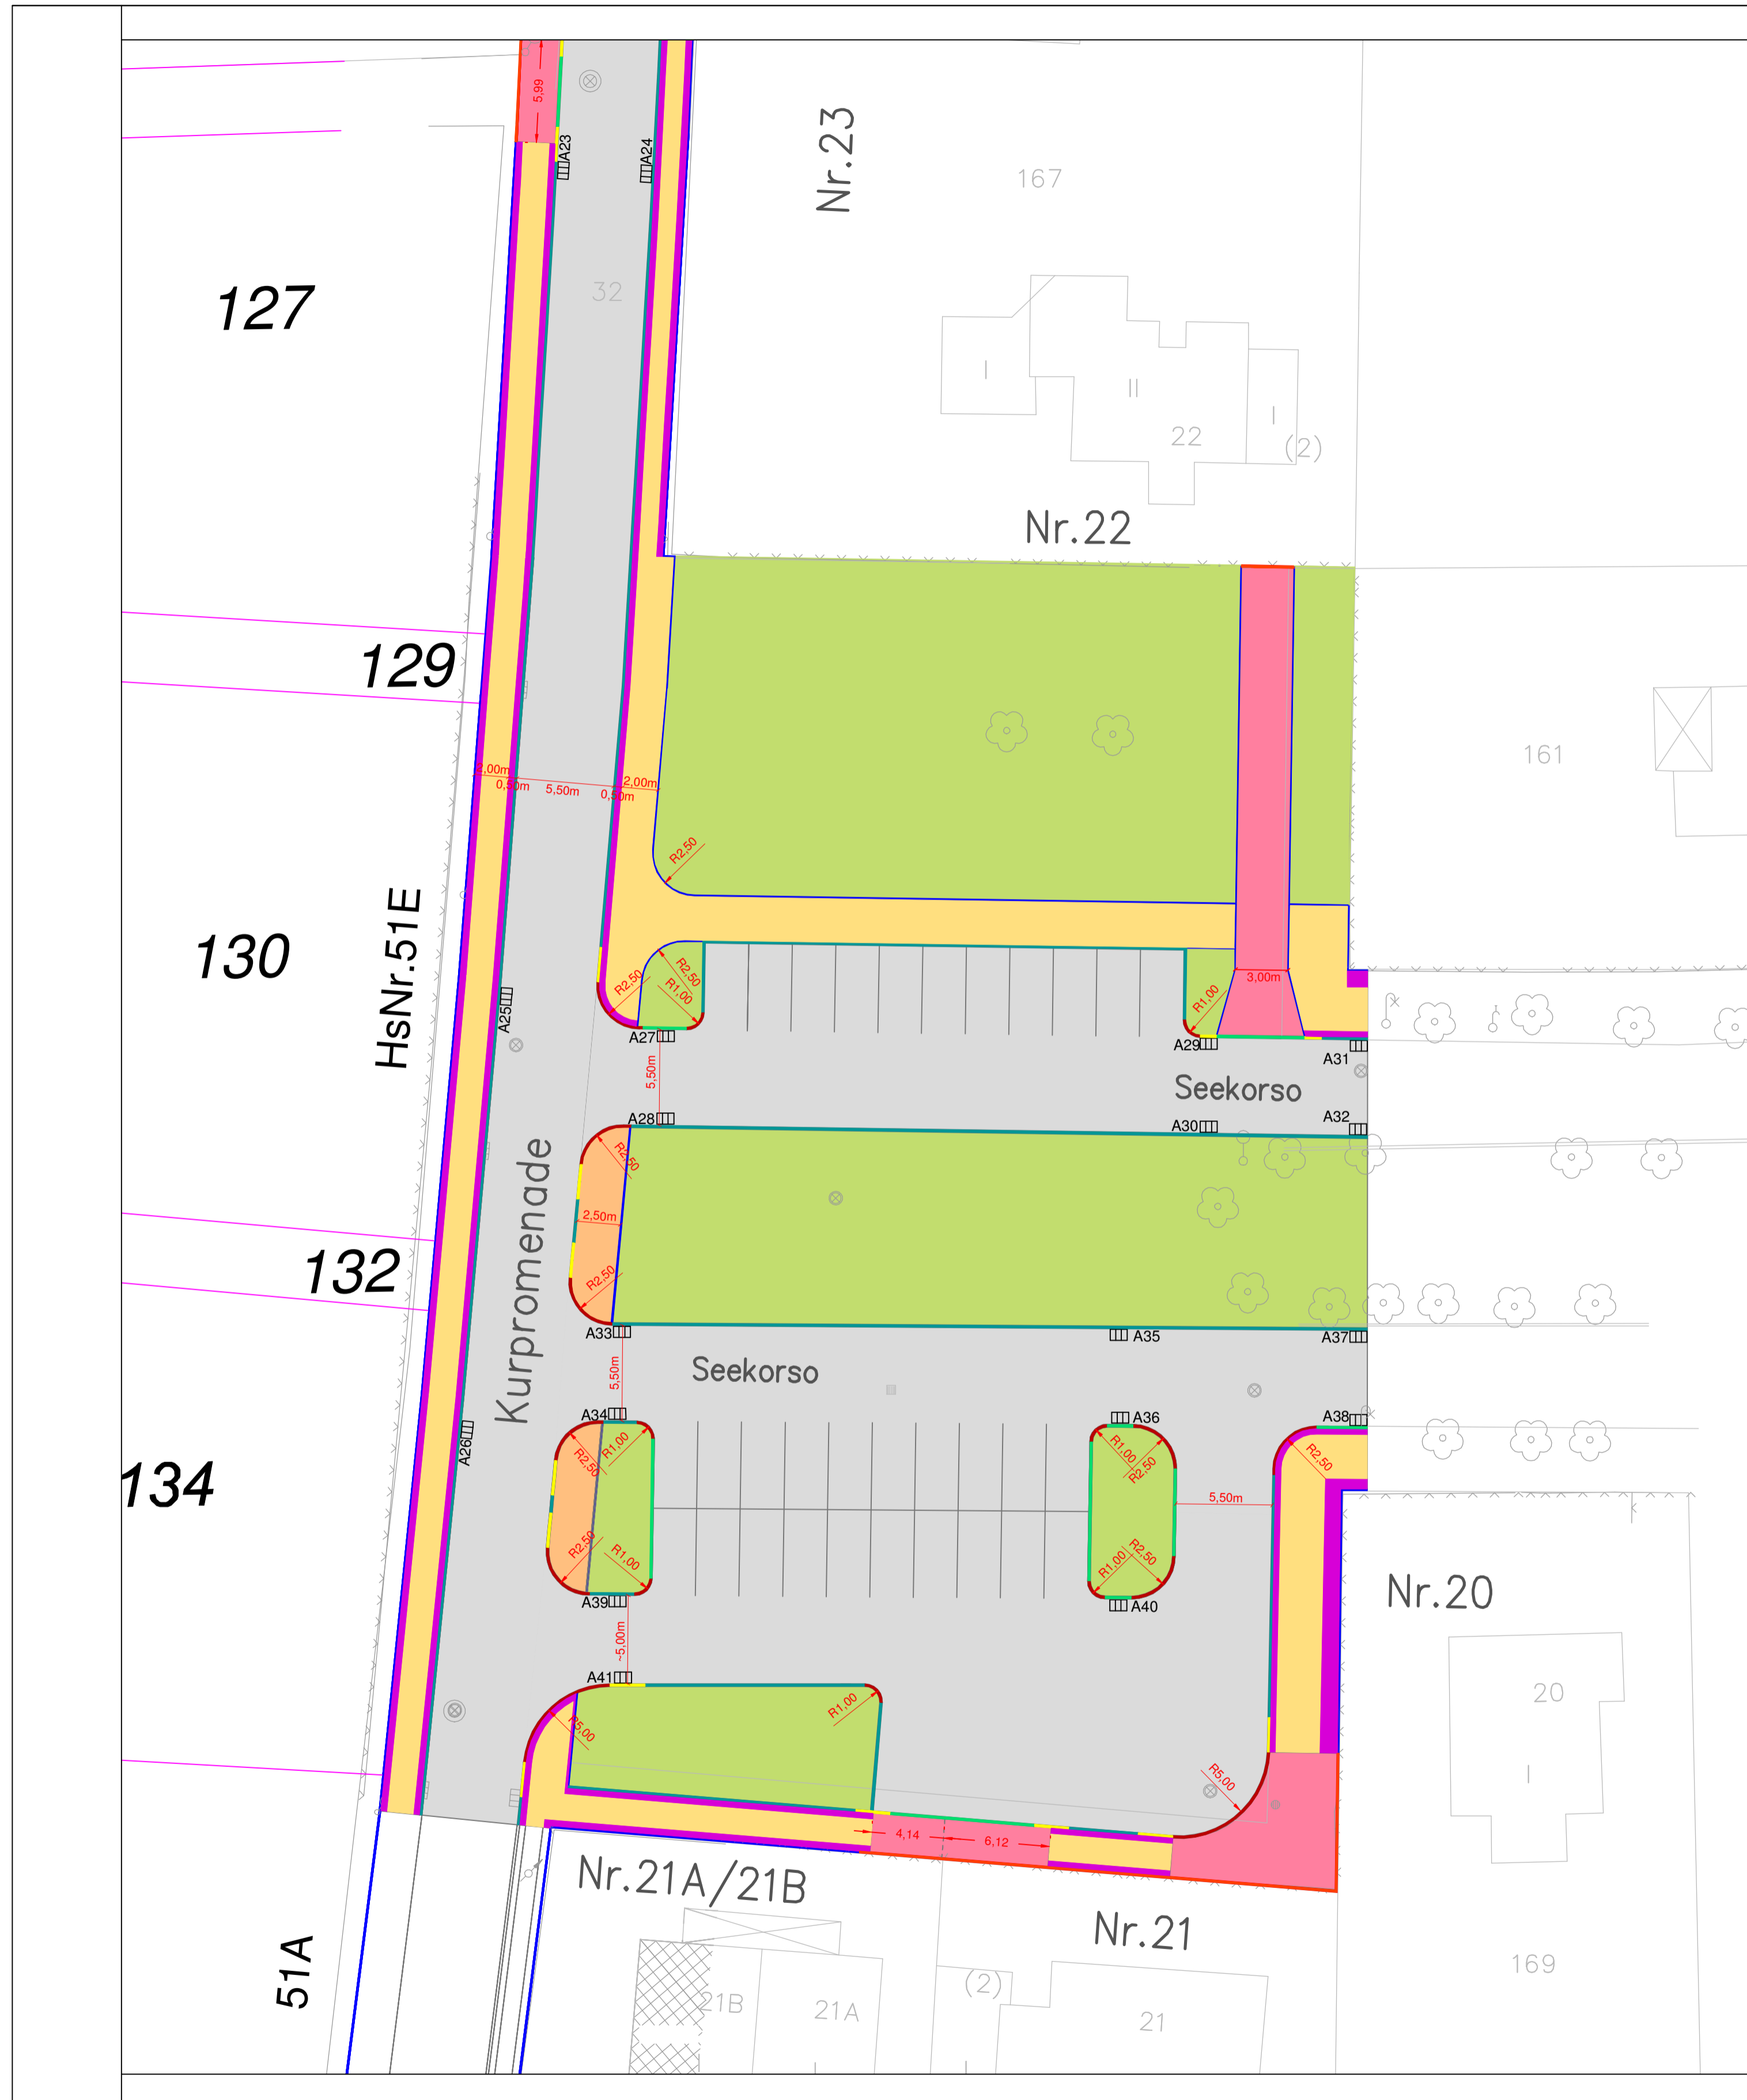 5,99
A23
A24
Nr.23
167
127
32
I
II
22
I
(2)
Nr.22
129
161
2,00m
0,50m
5,50m
0,50m
2,00m
R2,50
HsNr.51E
130
R2,50
R2,50
R1,00
R1,00
3,00m
A25
A27
A29
A31
5,50m
Seekorso
A28
A30
A32
R2,50
Kurpromenade
2,50m
132
R2,50
A33
A35
A37
5,50m
Seekorso
A34
A36
A38
A26
R2,50
R1,00
R1,00
R2,50
R2,50
134
5,50m
R2,50
R1,00
R1,00
R2,50
Nr.20
A39
A40
~5,00m
A41
R1,00
20
R5,00
R5,00
I
4,14
6,12
Nr.21A/21B
Nr.21
51A
169
(2)
21B
21A
21